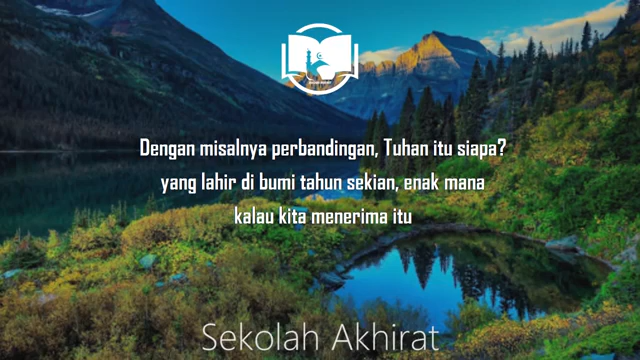 Dengan misalnya perbandingan, Tuhan itu siapa?
yang lahir di bumi tahun sekian, enak mana
kalau kita menerima itu
Sekolah Akhirat